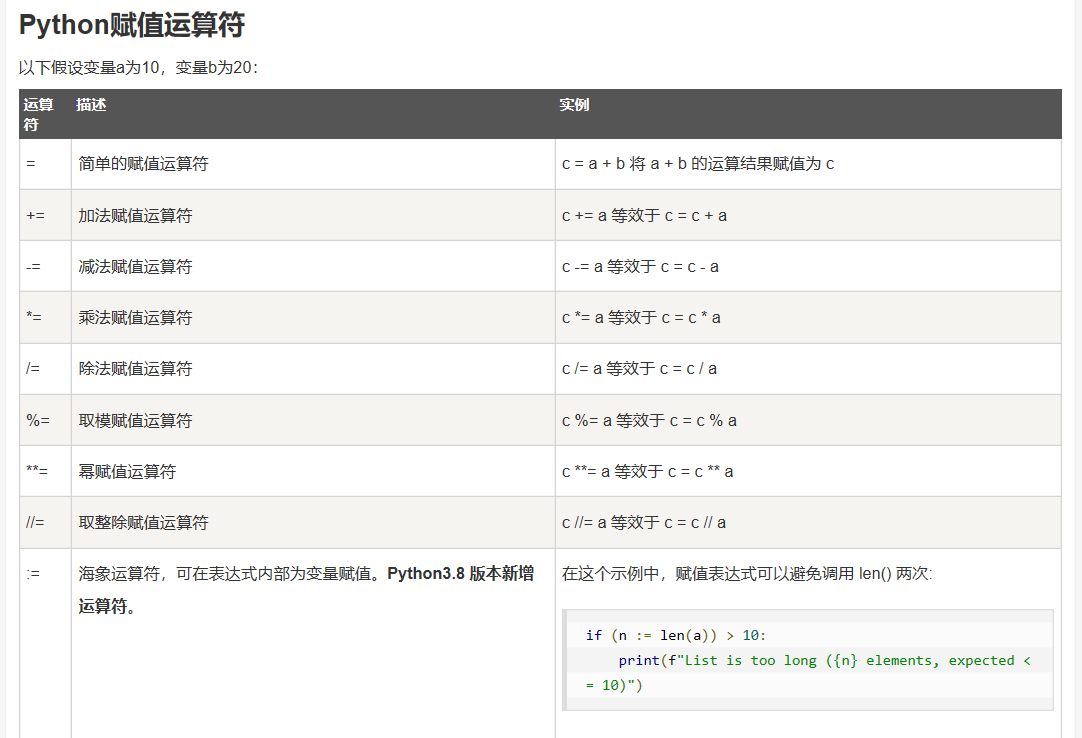 Python赋值运算符
以下假设变量a为10，变量b为20：
运算
符
描述
实例
=
简单的赋值运算符
c = a + b 将 a + b 的运算结果赋值为 c
+=
加法赋值运算符
c += a 等效于 c = c + a
-=
减法赋值运算符
c -= a 等效于 c = c - a
*=
乘法赋值运算符
c *= a 等效于 c = c * a
/=
除法赋值运算符
c /= a 等效于 c = c / a
%=
取模赋值运算符
c %= a 等效于 c = c % a
**=
幂赋值运算符
c **= a 等效于 c = c ** a
//=
取整除赋值运算符
c //= a 等效于 c = c // a
:=
海象运算符，可在表达式内部为变量赋值。Python3.8 版本新增
运算符。
在这个示例中，赋值表达式可以避免调用 len() 两次:
if (n := len(a)) > 10:
    print(f"List is too long ({n} elements, expected <
= 10)")